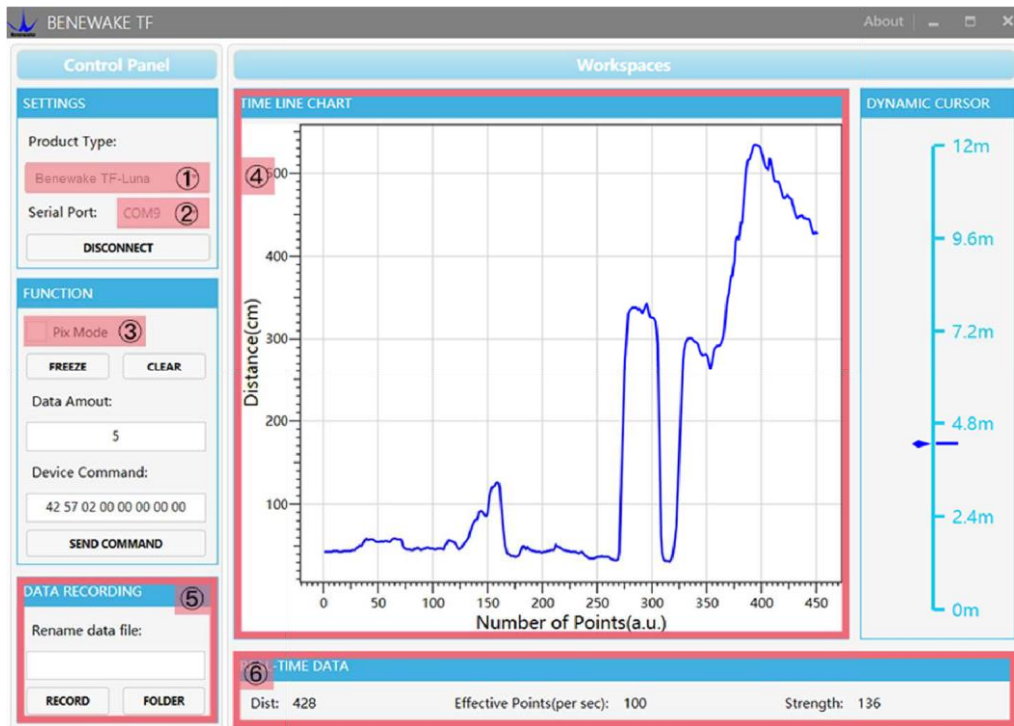 BENEWAKE TF
About
Control Panel
Workspaces
SETTINGS
Product Type:
Benewake TF-Luna ①
Serial Port: COM9 ②
DISCONNECT
FUNCTION
Pix Mode ③
FREEZE CLEAR
Data Amout:
5
Device Command:
42 57 02 00 00 00 00 00
SEND COMMAND
DATA RECORDING ⑤
Rename data file:
RECORD FOLDER
TIME LINE CHART
④
Distance(cm)
500
400
300
200
100
0 50 100 150 200 250 300 350 400 450
Number of Points(a.u.)
DYNAMIC CURSOR
12m
9.6m
7.2m
4.8m
2.4m
0m
⑥ REAL-TIME DATA
Dist: 428 Effective Points(per sec): 100 Strength: 136